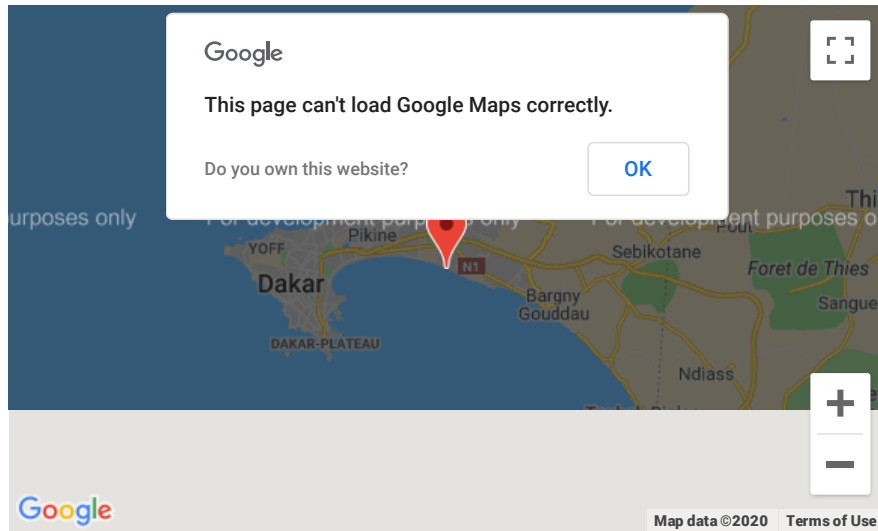 Google
This page can't load Google Maps correctly.
Do you own this website?
OK
Thi
urposes only
For development purposes only
For development purposes o
Pout
Pikine
YOFF
Sebikotane
N1
Foret de Thies
Dakar
Bargny
Gouddau
Sangue
DAKAR-PLATEAU
Ndiass
Google
Map data ©2020
Terms of Use